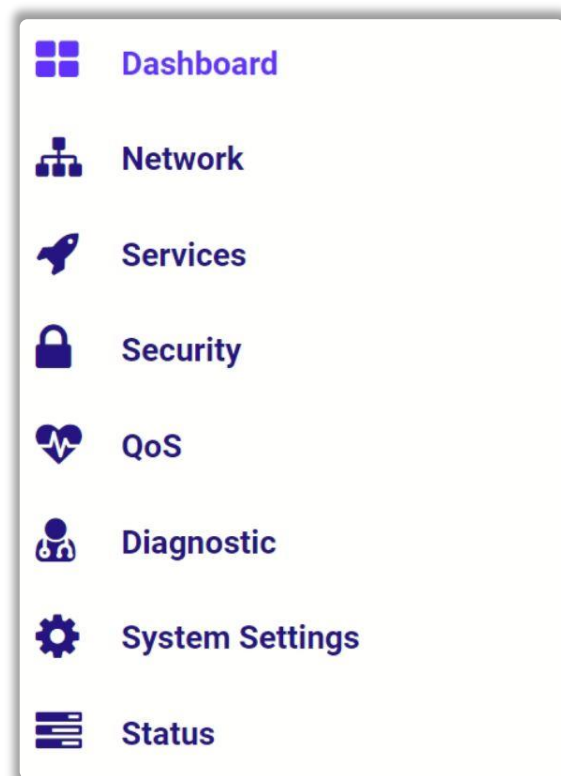 Dashboard
Network
Services
Security
QoS
Diagnostic
System Settings
Status